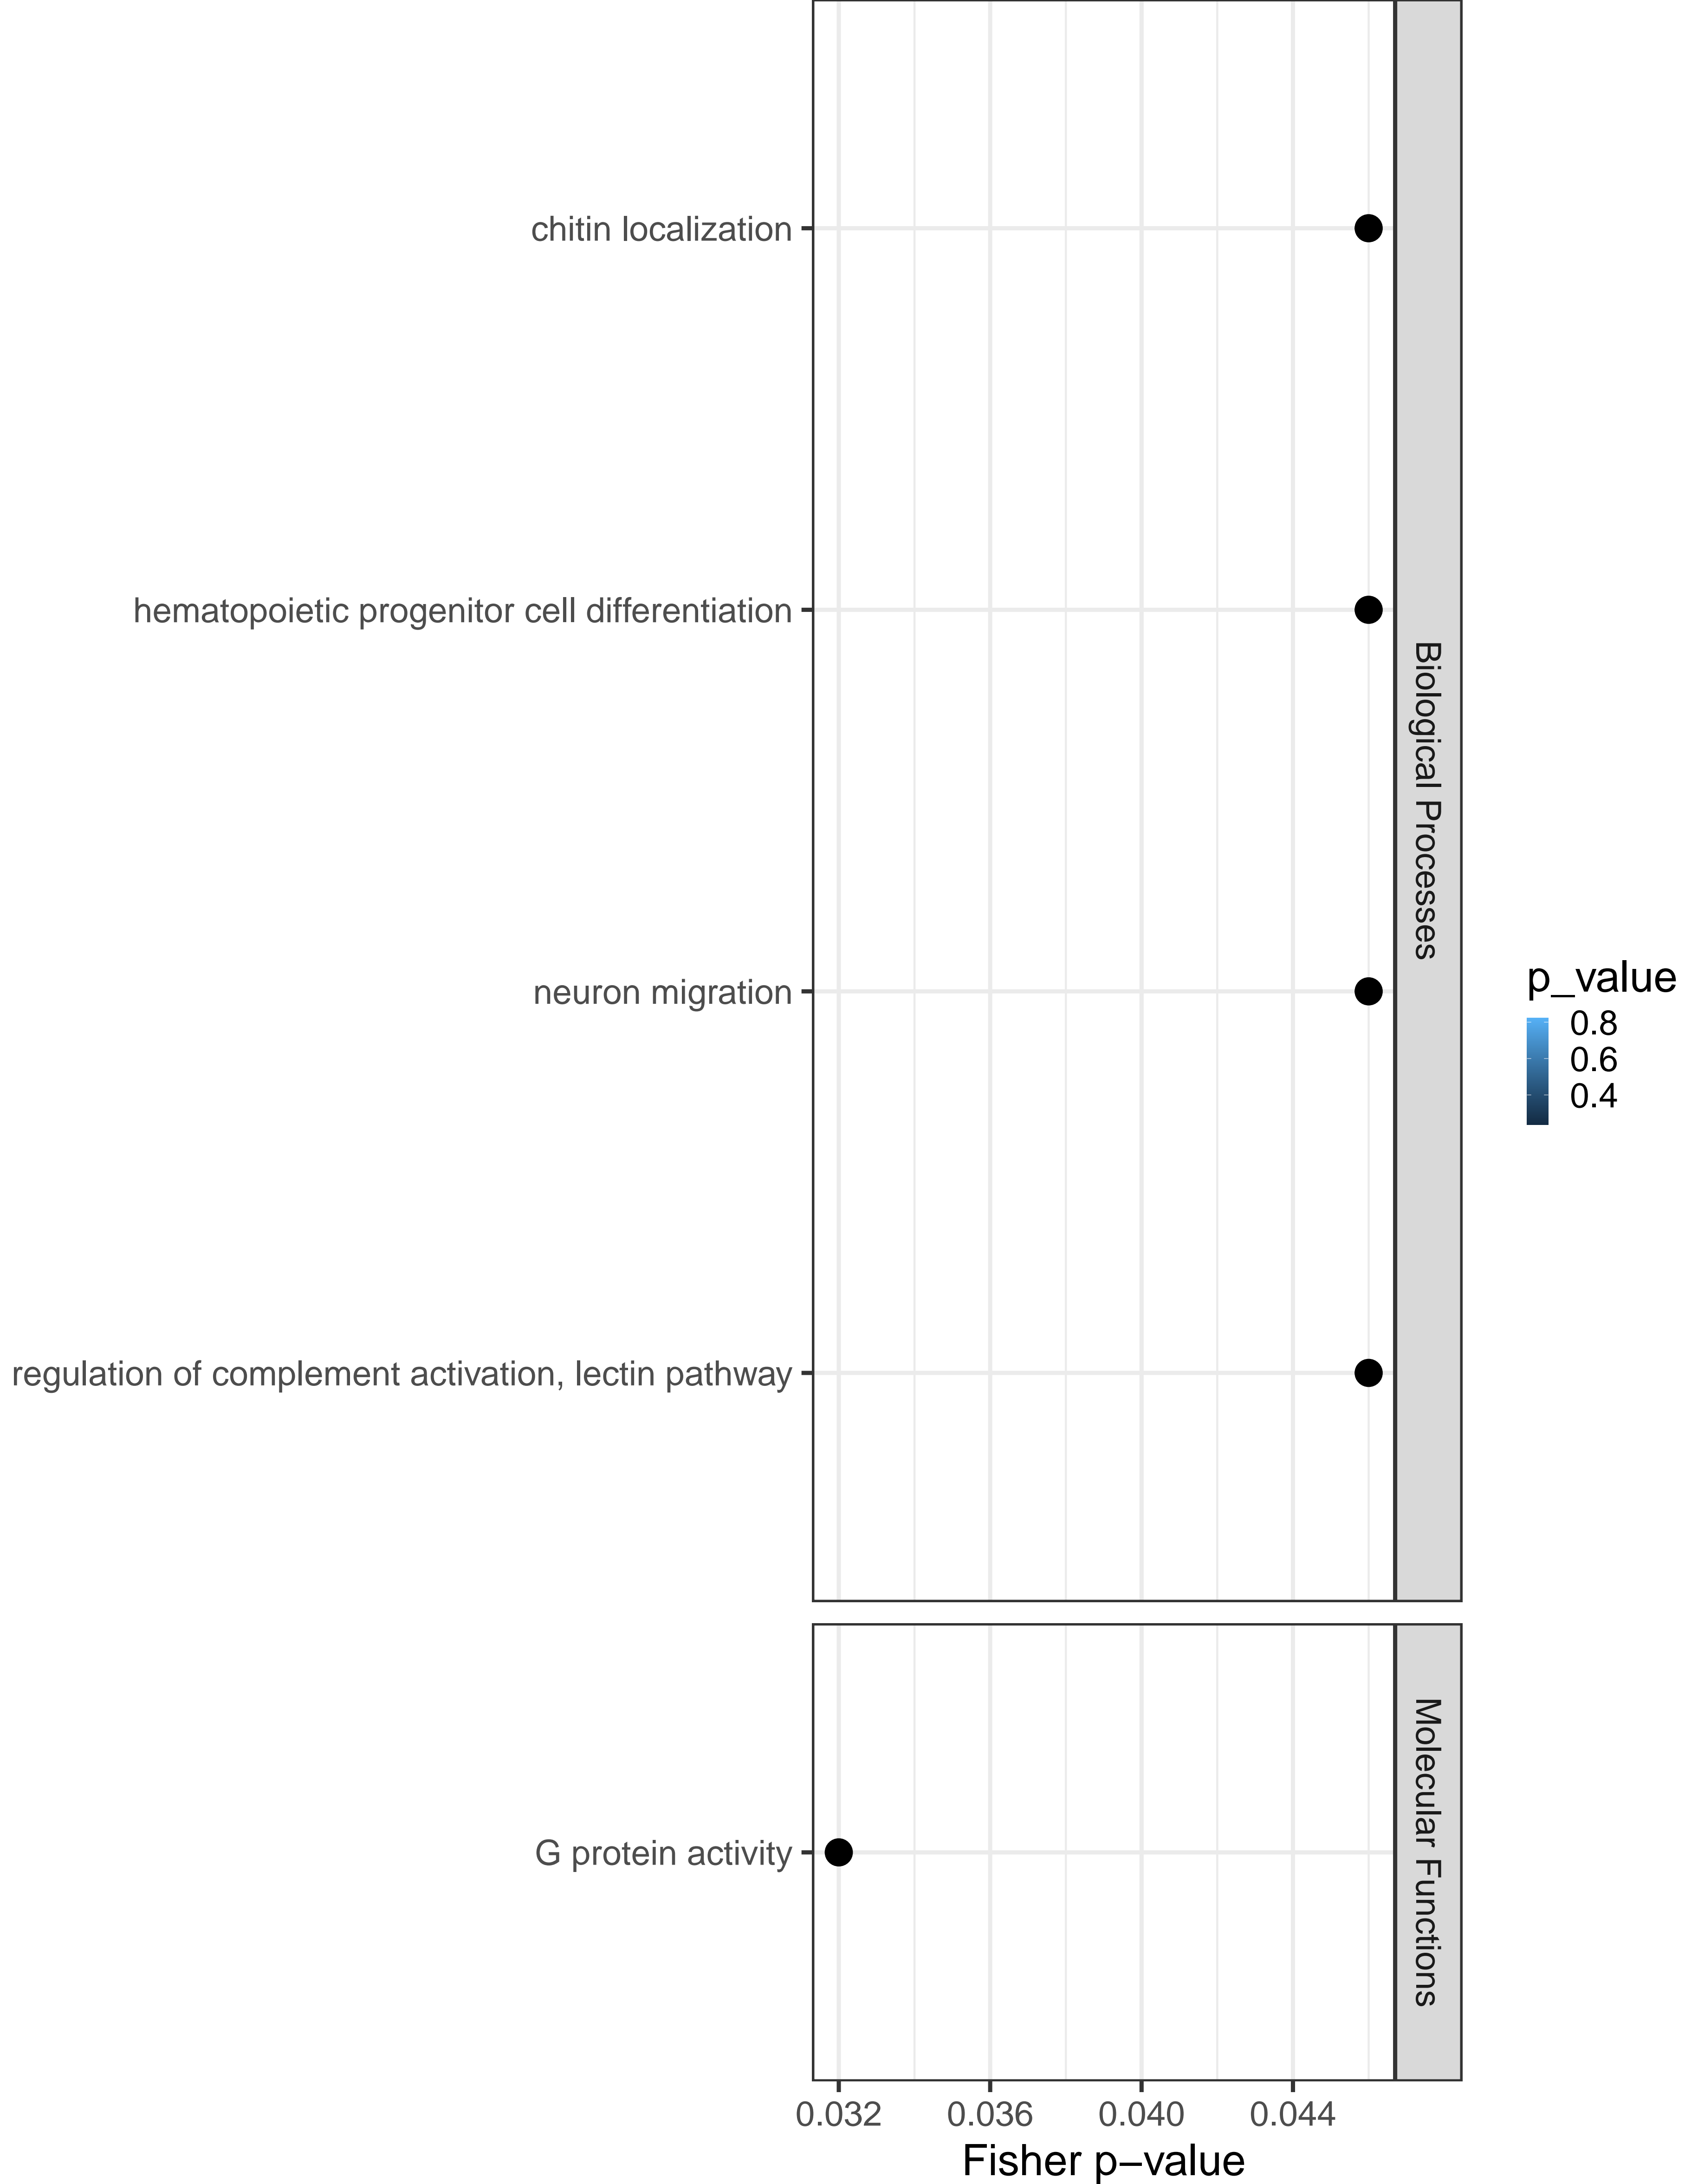 chitin localization
hematopoietic progenitor cell differentiation
neuron migration
regulation of complement activation, lectin pathway
Biological Processes
G protein activity
Molecular Functions
0.032 0.036 0.040 0.044
Fisher p−value
p_value
0.8
0.6
0.4